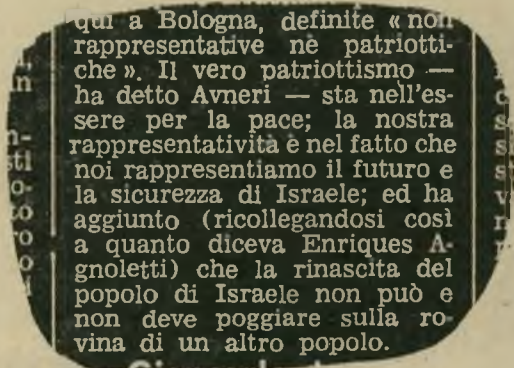 qui a Bologna, definite « non
rappresentative nè patriotti-
che ». Il vero patriottismo —
ha detto Avneri — sta nell'es-
sere per la pace; la nostra
rappresentatività è nel fatto che
noi rappresentiamo il futuro e
la sicurezza di Israele; ed ha
aggiunto (ricollegandosi così
a quanto diceva Enriques A-
gnoletti) che la rinascita del
popolo di Israele non può e
non deve poggiare sulla ro-
vina di un altro popolo.